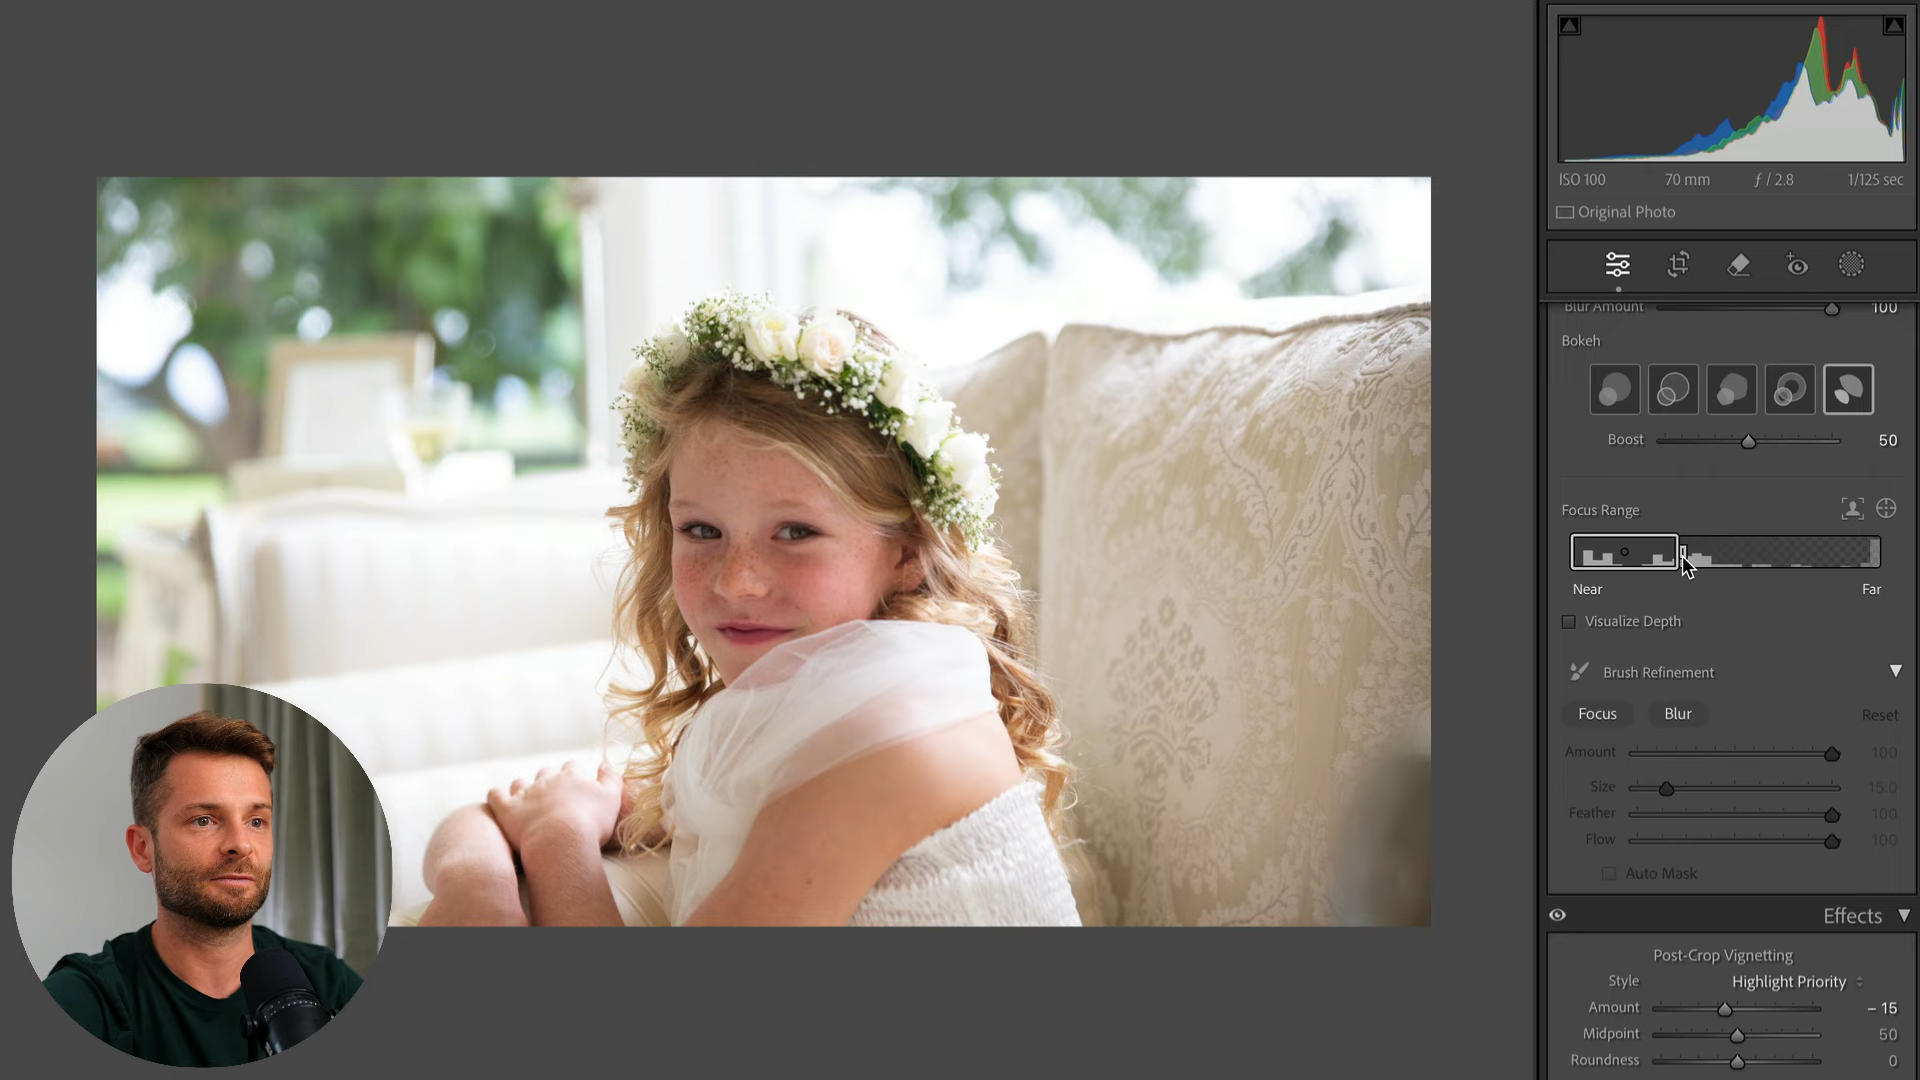 ISO 100 70 mm ƒ / 2.8 1/125 sec
Original Photo
Blur Amount 100
Bokeh
Boost 50
Focus Range
Near Far
Visualize Depth
Brush Refinement
Focus Blur Reset
Amount 100
Size 15.0
Feather 100
Flow 100
Auto Mask
Effects
Post-Crop Vignetting
Style Highlight Priority
Amount – 15
Midpoint 50
Roundness 0